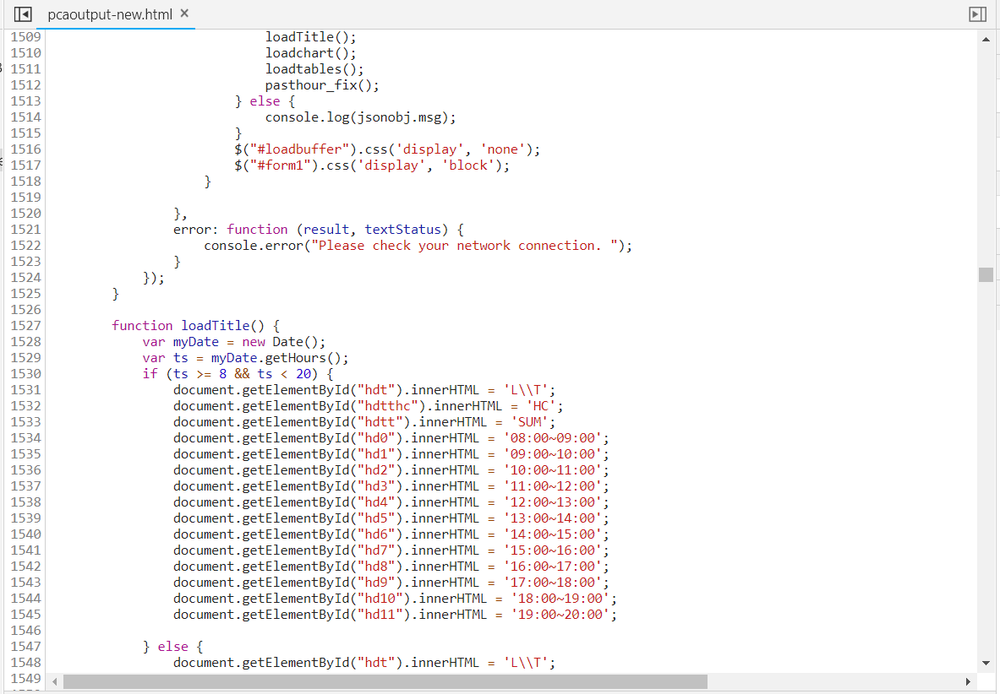 pcaoutput-new.html ×
1509 loadTitle();
1510 loadchart();
1511 loadtables();
1512 pasthour_fix();
1513 } else {
1514 console.log(jsonobj.msg);
1515 }
1516 $("#loadbuffer").css('display', 'none');
1517 $("#form1").css('display', 'block');
1518 }
1519
1520 },
1521 error: function (result, textStatus) {
1522 console.error("Please check your network connection. ");
1523 }
1524 });
1525 }
1526
1527 function loadTitle() {
1528 var myDate = new Date();
1529 var ts = myDate.getHours();
1530 if (ts >= 8 && ts < 20) {
1531 document.getElementById("hdt").innerHTML = 'L\\T';
1532 document.getElementById("hdtthc").innerHTML = 'HC';
1533 document.getElementById("hdtt").innerHTML = 'SUM';
1534 document.getElementById("hd0").innerHTML = '08:00~09:00';
1535 document.getElementById("hd1").innerHTML = '09:00~10:00';
1536 document.getElementById("hd2").innerHTML = '10:00~11:00';
1537 document.getElementById("hd3").innerHTML = '11:00~12:00';
1538 document.getElementById("hd4").innerHTML = '12:00~13:00';
1539 document.getElementById("hd5").innerHTML = '13:00~14:00';
1540 document.getElementById("hd6").innerHTML = '14:00~15:00';
1541 document.getElementById("hd7").innerHTML = '15:00~16:00';
1542 document.getElementById("hd8").innerHTML = '16:00~17:00';
1543 document.getElementById("hd9").innerHTML = '17:00~18:00';
1544 document.getElementById("hd10").innerHTML = '18:00~19:00';
1545 document.getElementById("hd11").innerHTML = '19:00~20:00';
1546
1547 } else {
1548 document.getElementById("hdt").innerHTML = 'L\\T';
1549